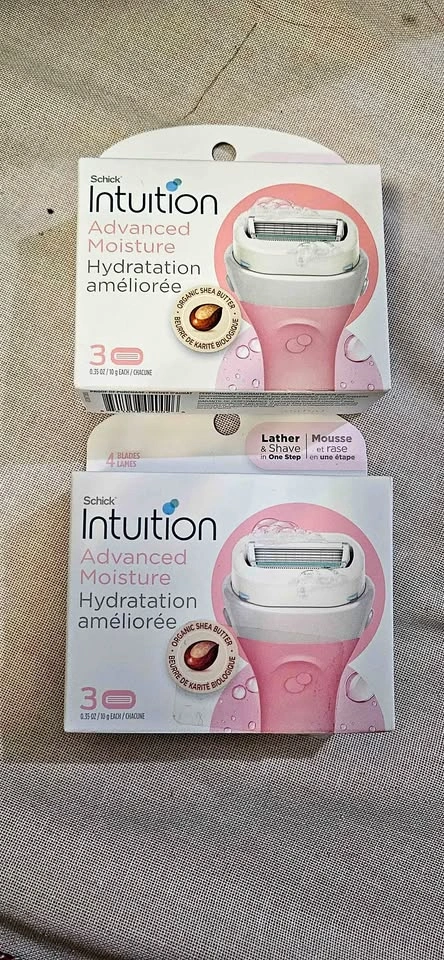 Schick
Intuition
Advanced
Moisture
Hydratation
améliorée
ORGANIC SHEA BUTTER
BEURRE DE KARITÉ BIOLOGIQUE
3
0.35 OZ / 10 g EACH / CHACUNE
4 BLADES
LAMES
Lather
& Shave
in One Step
Mousse
et rase
en une étape
Schick
Intuition
Advanced
Moisture
Hydratation
améliorée
ORGANIC SHEA BUTTER
BEURRE DE KARITÉ BIOLOGIQUE
3
0.35 OZ / 10 g EACH / CHACUNE